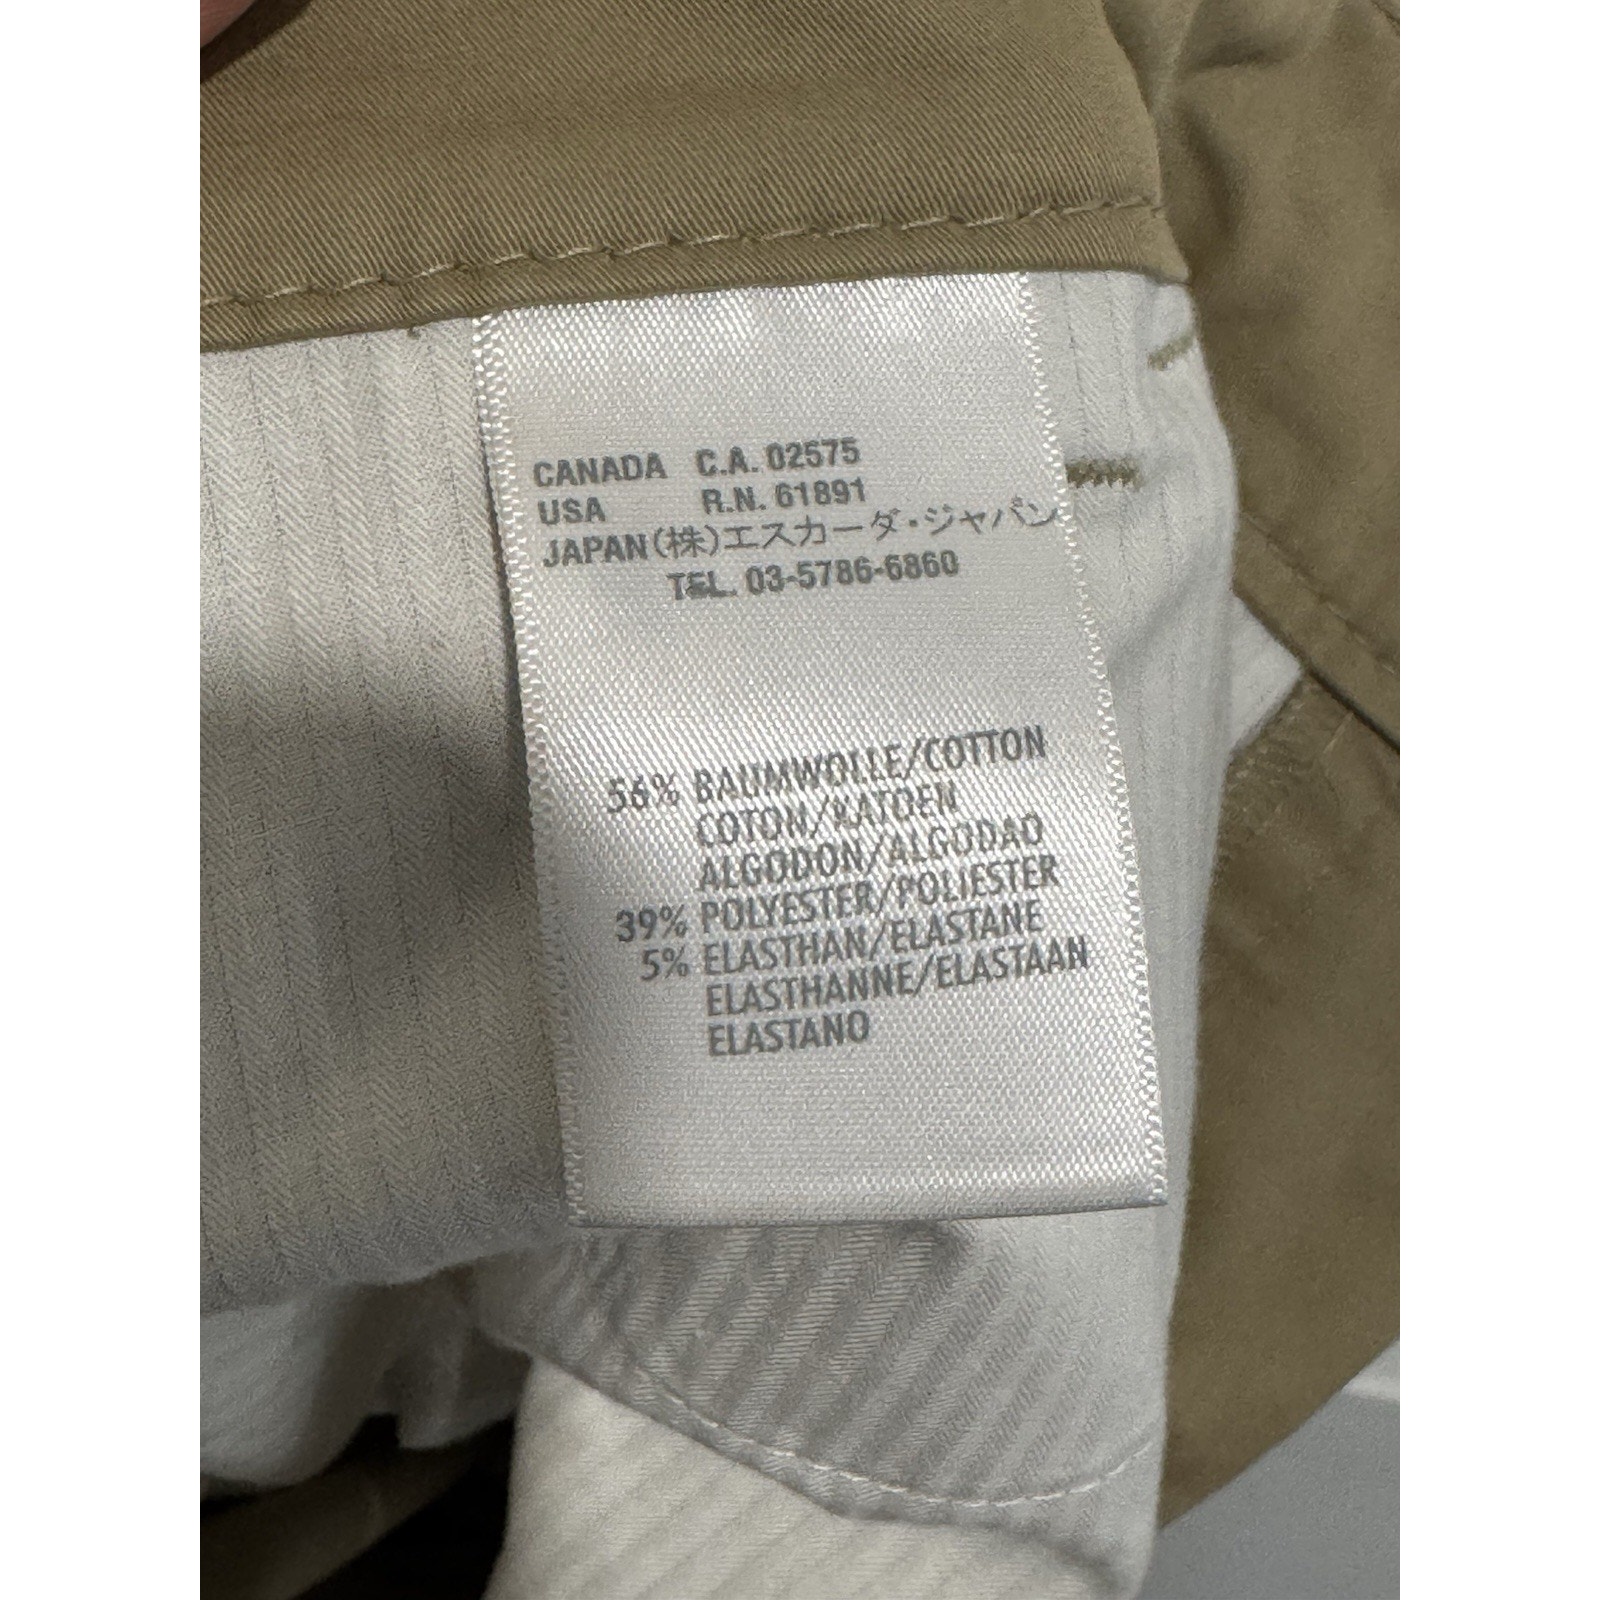 CANADA C.A. 02575
USA R.N. 61891
JAPAN(株)エスカーダ・ジャパン
TEL. 03-5786-6860
56% BAUMWOLLE/COTTON
COTON/KATOEN
ALGODON/ALGODAO
39% POLYESTER/POLIESTER
5% ELASTHAN/ELASTANE
ELASTHANNE/ELASTAAN
ELASTANO